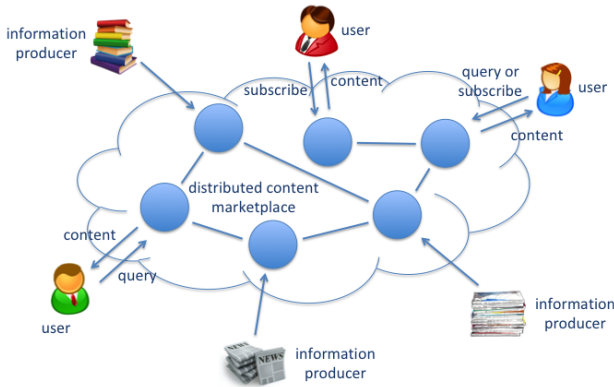 information
producer
user
subscribe
content
query or
subscribe
user
content
distributed content
marketplace
content
query
user
NEWS
NEWS
information
producer
information
producer